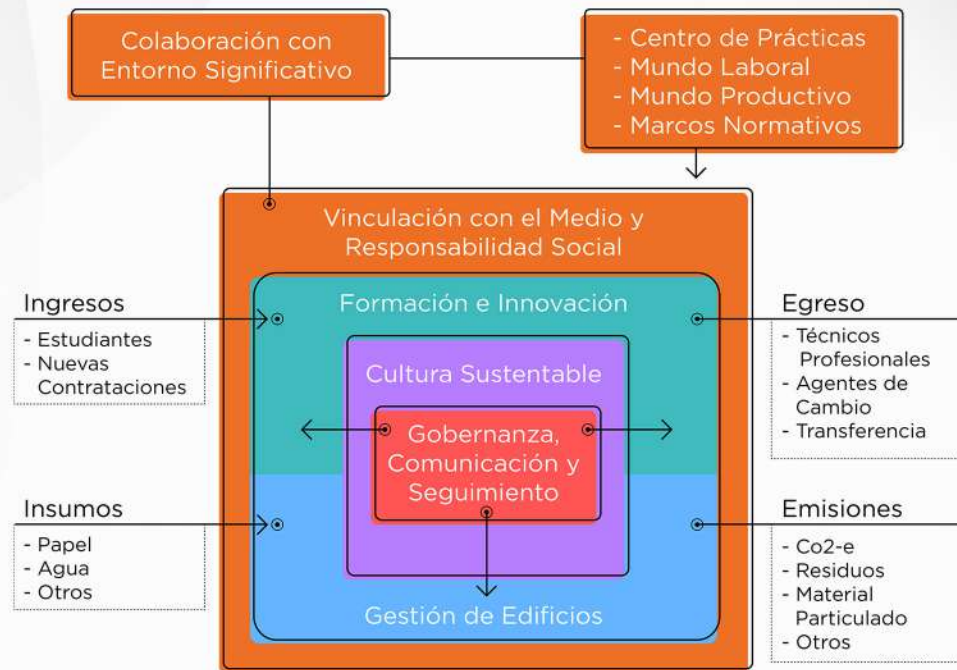 Colaboración con
Entorno Significativo
- Centro de Prácticas
- Mundo Laboral
- Mundo Productivo
- Marcos Normativos
Vinculación con el Medio y
Responsabilidad Social
Ingresos
- Estudiantes
- Nuevas
Contrataciones
Formación e Innovación
Egreso
- Técnicos
Profesionales
- Agentes de
Cambio
- Transferencia
Cultura Sustentable
Gobernanza,
Comunicación y
Seguimiento
Insumos
- Papel
- Agua
- Otros
Gestión de Edificios
Emisiones
- Co2-e
- Residuos
- Material
Particulado
- Otros